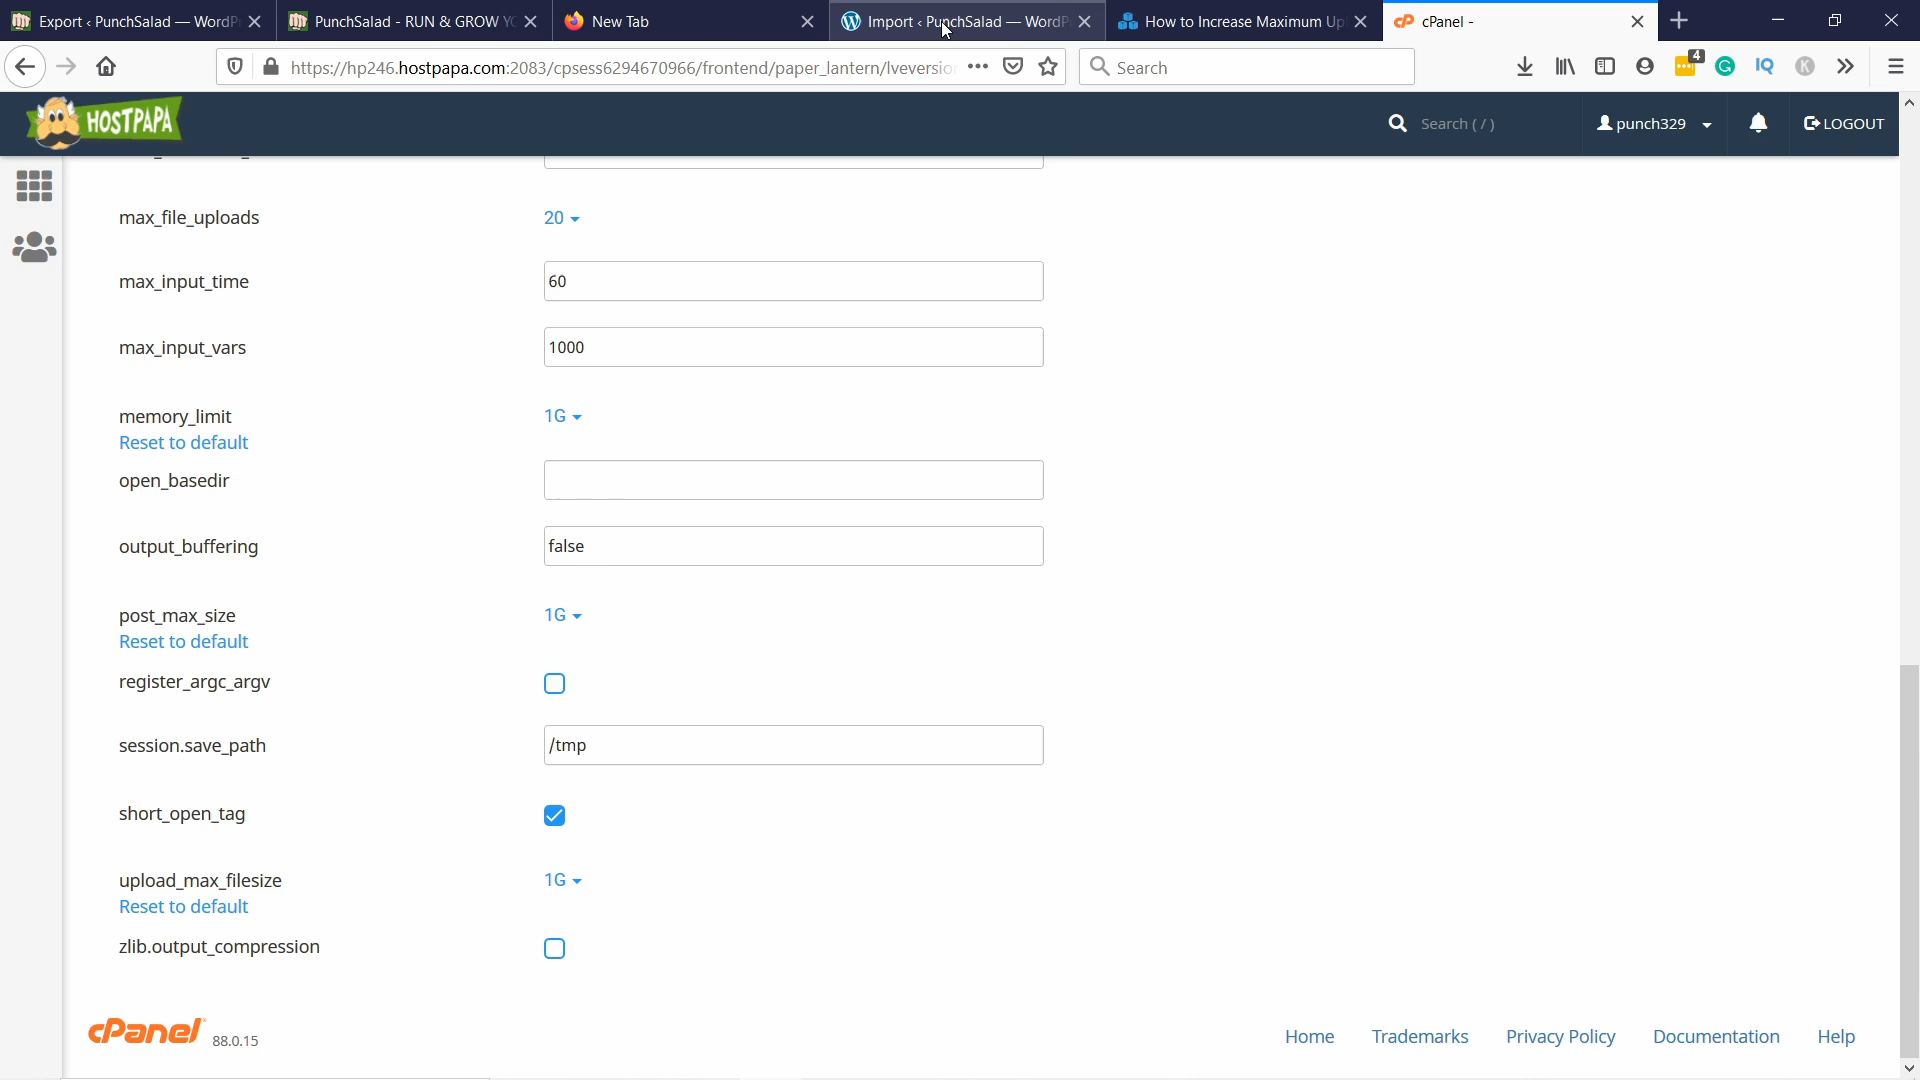 Export ‹ PunchSalad — WordP
PunchSalad - RUN & GROW YO
New Tab
Import ‹ PunchSalad — WordP
How to Increase Maximum Up
cPanel -
https://hp246.hostpapa.com:2083/cpsess6294670966/frontend/paper_lantern/lveversio
Search
4
IQ
K
HOSTPAPA
Search ( / )
punch329
LOGOUT
max_file_uploads
20
max_input_time
60
max_input_vars
1000
memory_limit
1G
Reset to default
open_basedir
output_buffering
false
post_max_size
1G
Reset to default
register_argc_argv
session.save_path
/tmp
short_open_tag
upload_max_filesize
1G
Reset to default
zlib.output_compression
cPanel 88.0.15
Home
Trademarks
Privacy Policy
Documentation
Help